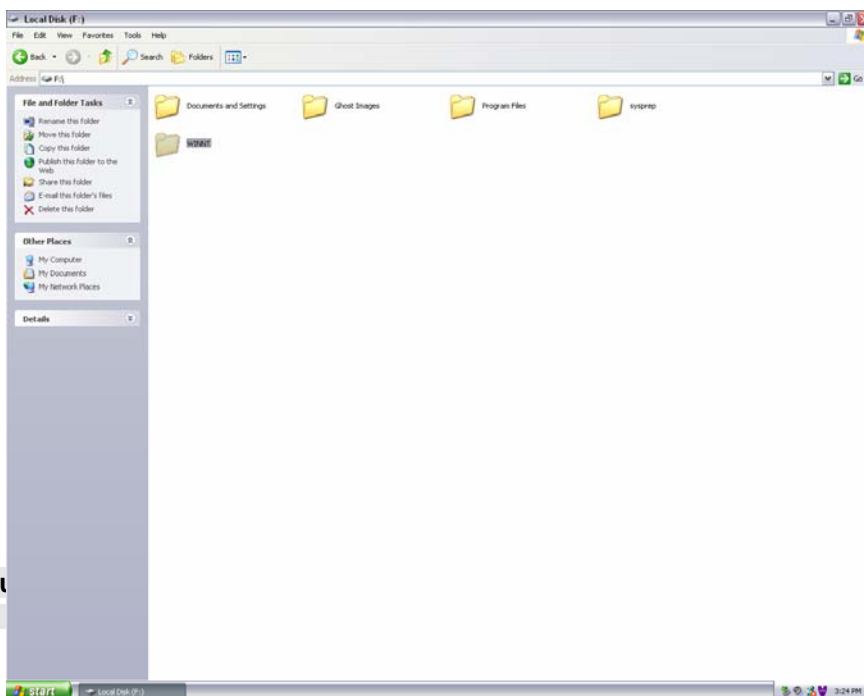 Local Disk (F:)
File Edit View Favorites Tools Help
Back Search Folders
Address F:\ Go
File and Folder Tasks
Rename this folder
Move this folder
Copy this folder
Publish this folder to the
Web
Share this folder
E-mail this folder's files
Delete this folder
Other Places
My Computer
My Documents
My Network Places
Details
Documents and Settings Ghost Images Program Files sysprep
WINNT
start Local Disk (F:) 3:24 PM